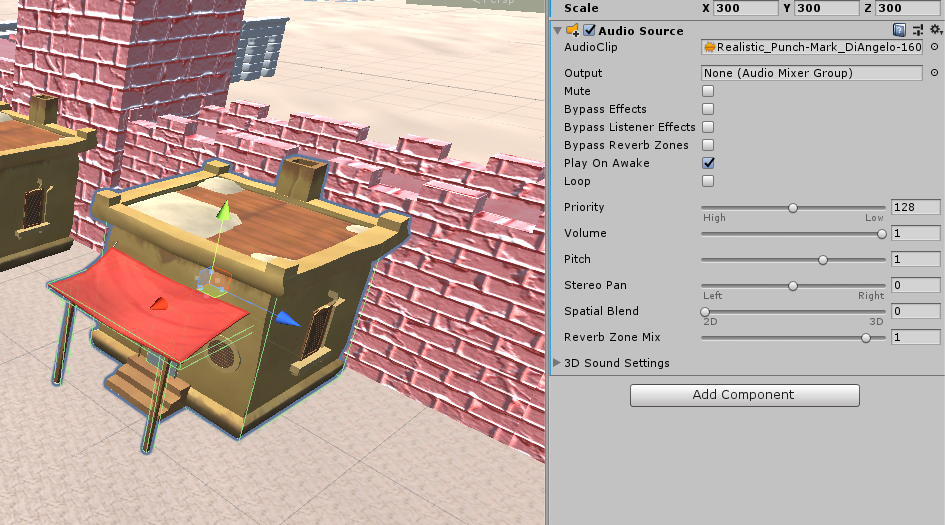 Persp
Scale X 300 Y 300 Z 300
Audio Source
AudioClip Realistic_Punch-Mark_DiAngelo-160
Output None (Audio Mixer Group)
Mute
Bypass Effects
Bypass Listener Effects
Bypass Reverb Zones
Play On Awake
Loop
Priority 128
High Low
Volume 1
Pitch 1
Stereo Pan 0
Left Right
Spatial Blend 0
2D 3D
Reverb Zone Mix 1
3D Sound Settings
Add Component